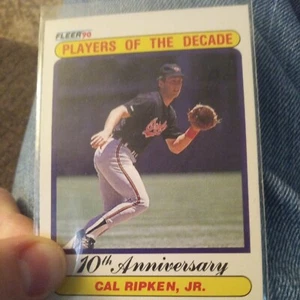 FLEER 90
PLAYERS OF THE DECADE
10th Anniversary
CAL RIPKEN, JR.